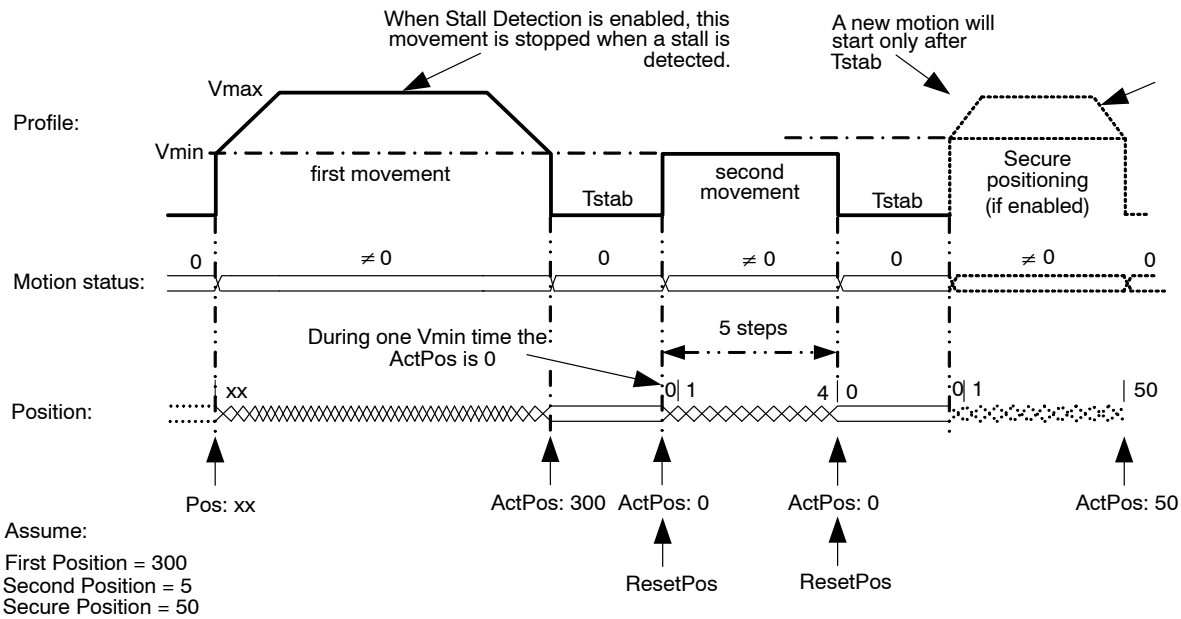 When Stall Detection is enabled, this
movement is stopped when a stall is
detected.
A new motion will
start only after
Tstab
Vmax
Profile:
Vmin
first movement
Tstab
second
movement
Tstab
Secure
positioning
(if enabled)
0
≠ 0
0
≠ 0
0
≠ 0
0
Motion status:
During one Vmin time the
ActPos is 0
5 steps
Position:
xx
0 1
4 0
0 1
50
Pos: xx
ActPos: 300
ActPos: 0
ActPos: 0
ActPos: 50
ResetPos
ResetPos
Assume:
First Position = 300
Second Position = 5
Secure Position = 50